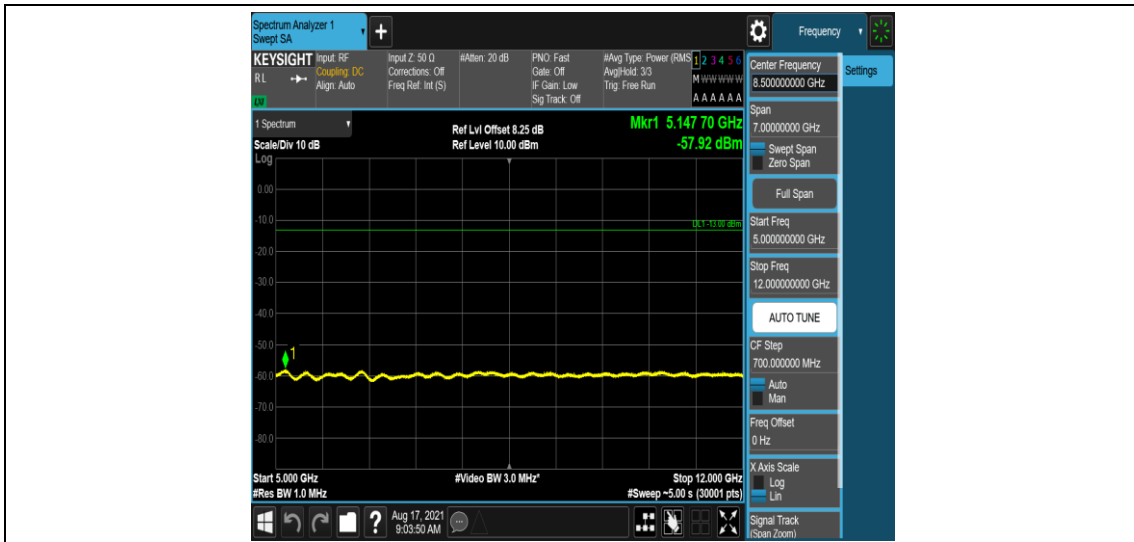 Spectrum Analyzer 1
Swept SA
+
Frequency
KEYSIGHT
RL
LM
Input: RF
Coupling: DC
Align: Auto
Input Z: 50 Ω
Corrections: Off
Freq Ref: Int (S)
#Atten: 20 dB
PNO: Fast
Gate: Off
IF Gain: Low
Sig Track: Off
#Avg Type: Power (RMS
Avg|Hold: 3/3
Trig: Free Run
1 2 3 4 5 6
M W W W W W
A A A A A A
1 Spectrum
Scale/Div 10 dB
Ref Lvl Offset 8.25 dB
Ref Level 10.00 dBm
Mkr1 5.147 70 GHz
-57.92 dBm
Log
0.00
-10.0
DL1 -13.00 dBm
-20.0
-30.0
-40.0
-50.0
1
-60.0
-70.0
-80.0
Start 5.000 GHz
#Video BW 3.0 MHz*
Stop 12.000 GHz
#Res BW 1.0 MHz
#Sweep ~5.00 s (30001 pts)
?
Aug 17, 2021
9:03:50 AM
Center Frequency
8.500000000 GHz
Settings
Span
7.00000000 GHz
Swept Span
Zero Span
Full Span
Start Freq
5.000000000 GHz
Stop Freq
12.000000000 GHz
AUTO TUNE
CF Step
700.000000 MHz
Auto
Man
Freq Offset
0 Hz
X Axis Scale
Log
Lin
Signal Track
(Span Zoom)